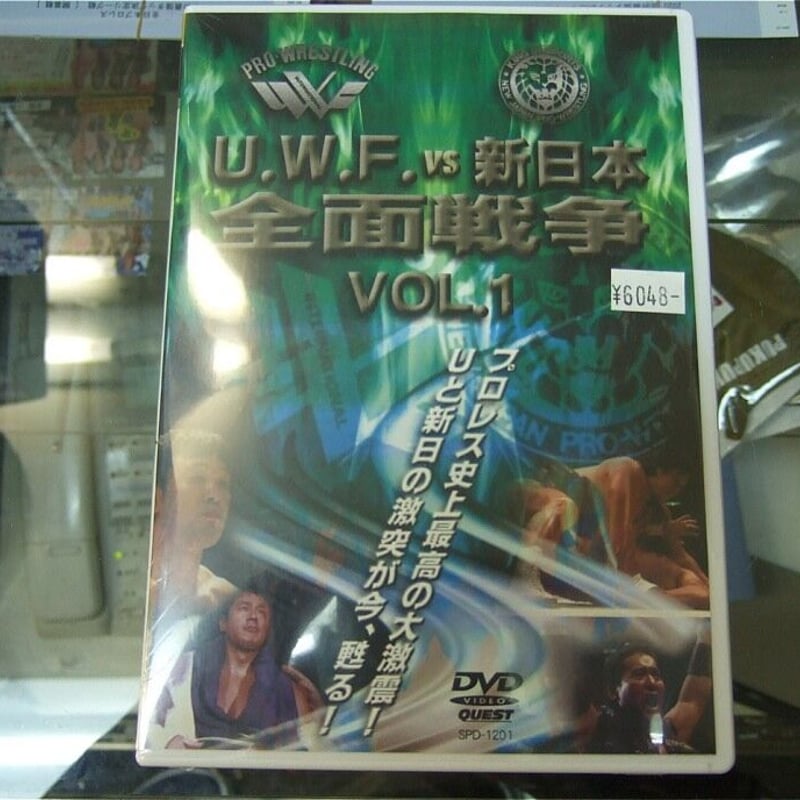 PRO-WRESTLING
UWF
U.W.F. vs 新日本
全面戦争
VOL.1
¥6048-
プロレス史上最高の大激震!
Uと新日の激突が今、甦る!
DVD
VIDEO
QUEST
SPD-1201